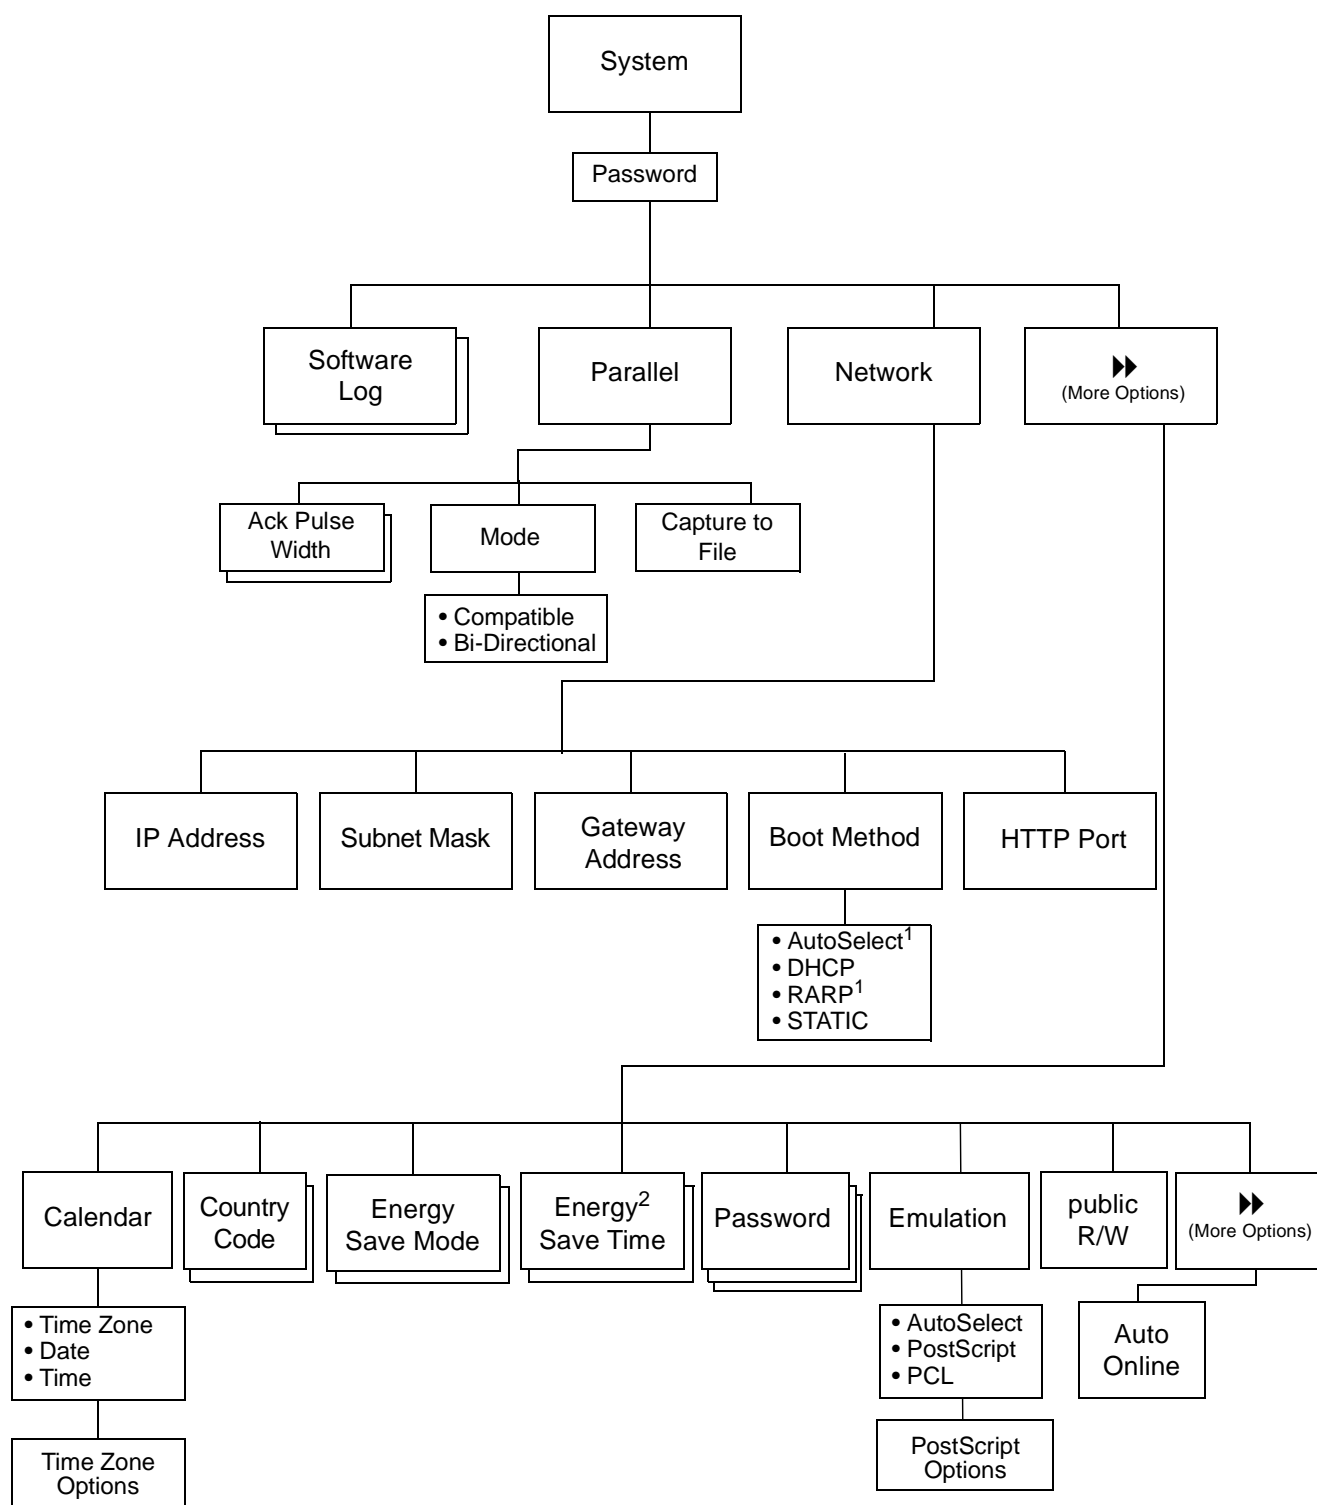 System
Password
Software
Log
Parallel
Network
(More Options)
Ack Pulse
Width
Mode
Capture to
File
• Compatible
• Bi-Directional
IP Address
Subnet Mask
Gateway
Address
Boot Method
HTTP Port
• AutoSelect1
• DHCP
• RARP1
• STATIC
Calendar
Country
Code
Energy
Save Mode
Energy2
Save Time
Password
Emulation
public
R/W
(More Options)
• Time Zone
• Date
• Time
• AutoSelect
• PostScript
• PCL
Auto
Online
Time Zone
Options
PostScript
Options